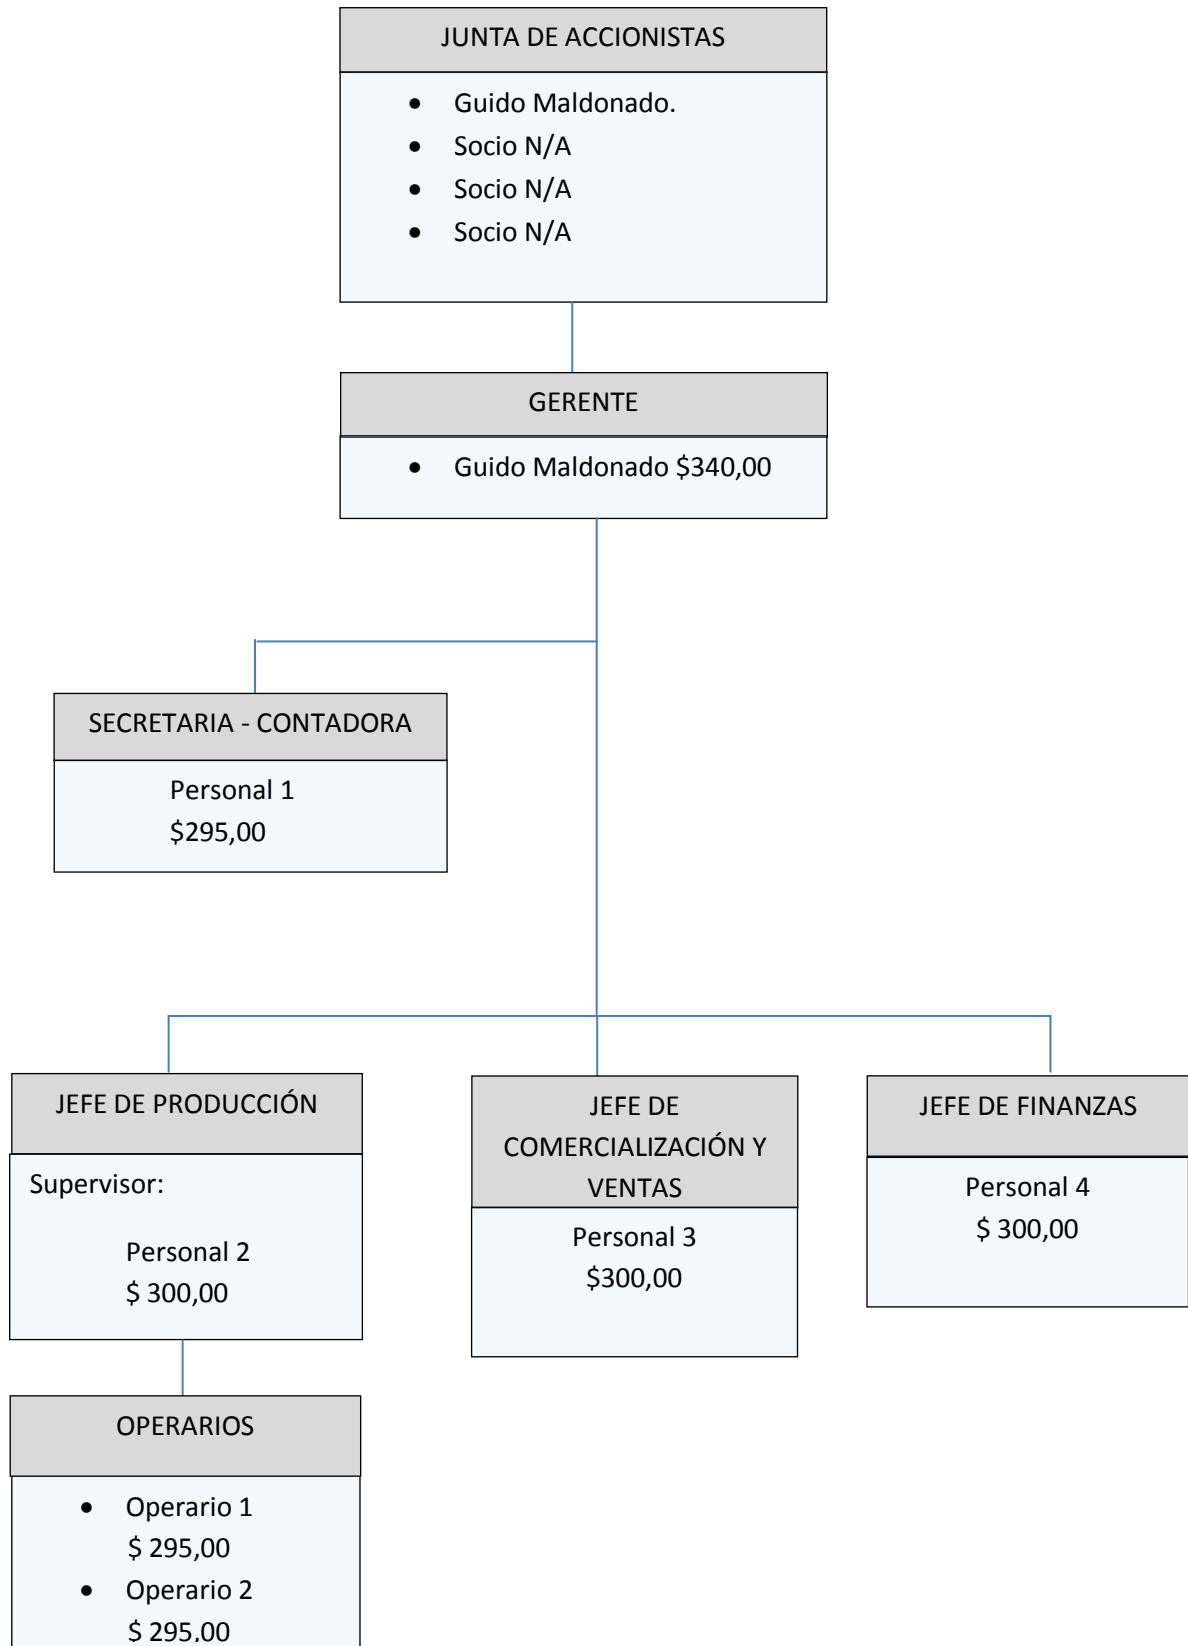 JUNTA DE ACCIONISTAS
• Guido Maldonado.
• Socio N/A
• Socio N/A
• Socio N/A
GERENTE
• Guido Maldonado $340,00
SECRETARIA - CONTADORA
Personal 1
$295,00
JEFE DE PRODUCCIÓN
Supervisor:
Personal 2
$ 300,00
JEFE DE
COMERCIALIZACIÓN Y
VENTAS
Personal 3
$300,00
JEFE DE FINANZAS
Personal 4
$ 300,00
OPERARIOS
• Operario 1
$ 295,00
• Operario 2
$ 295,00